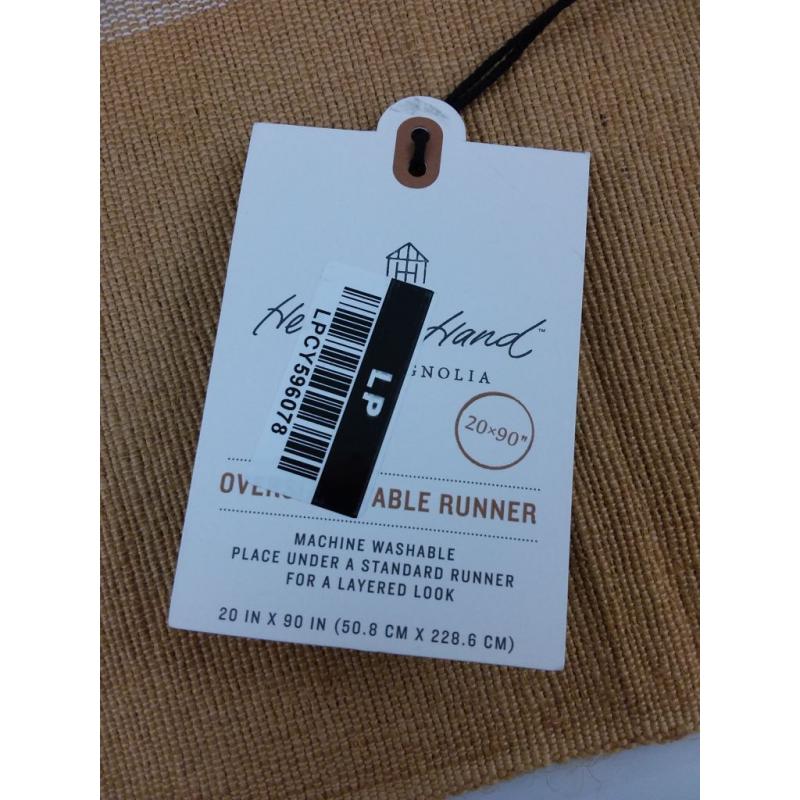 He Hand™
GNOLIA
20×90"
LPCY596078
LP
OVERS ABLE RUNNER
MACHINE WASHABLE
PLACE UNDER A STANDARD RUNNER
FOR A LAYERED LOOK
20 IN X 90 IN (50.8 CM X 228.6 CM)